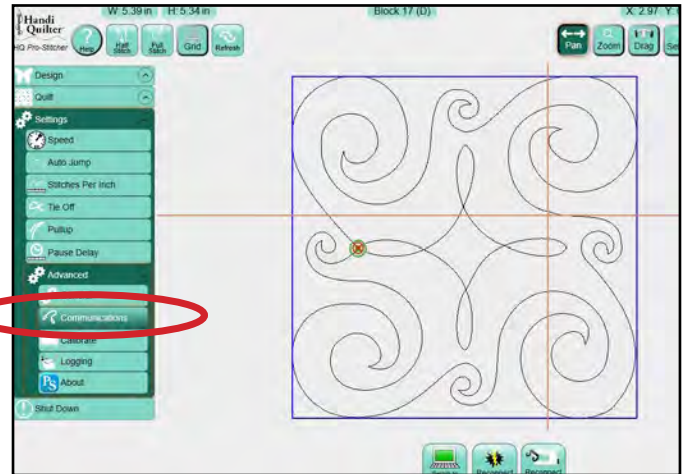 W: 5.39 in H: 5.34 in Block 17 (D) X: 2.97 Y:
Handi
Quilter
HQ Pro-Stitcher
Help
Half
Stitch
Full
Stitch
Grid
Refresh
Pan
Zoom
Drag
Design
Quilt
Settings
Speed
Auto Jump
Stitches Per Inch
Tie Off
Pullup
Pause Delay
Advanced
Communications
Calibrate
Logging
PS About
Shut Down
Reconnect
Reconnect